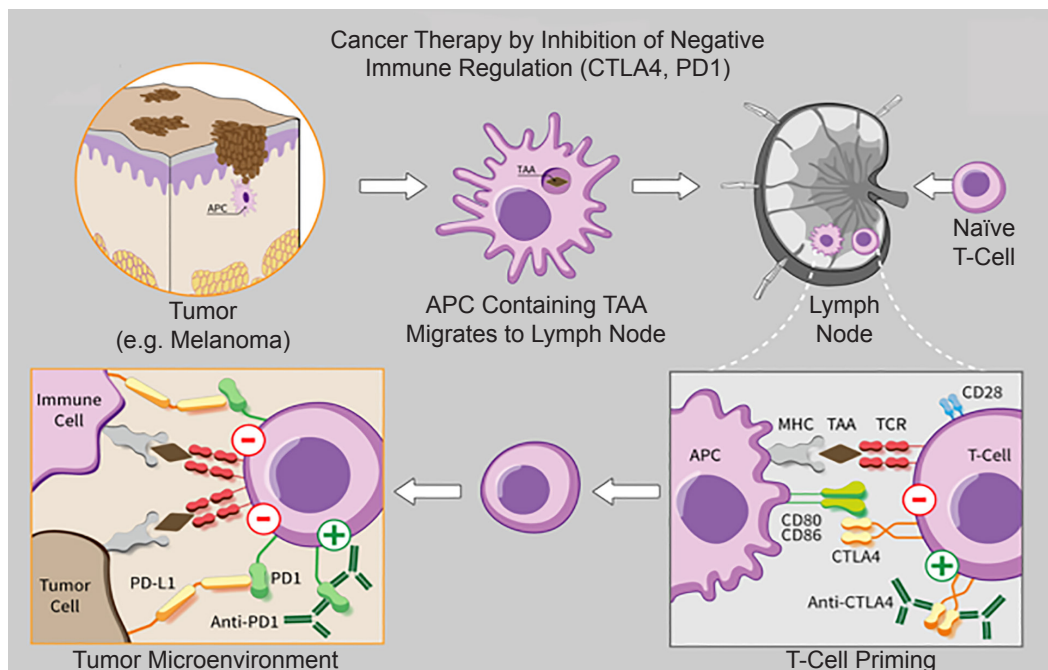 Cancer Therapy by Inhibition of Negative
Immune Regulation (CTLA4, PD1)
APC
Tumor
(e.g. Melanoma)
TAA
APC Containing TAA
Migrates to Lymph Node
Lymph
Node
Naïve
T-Cell
Immune
Cell
Tumor
Cell
PD-L1
PD1
Anti-PD1
Tumor Microenvironment
APC
MHC
TAA
TCR
CD28
T-Cell
CD80
CD86
CTLA4
Anti-CTLA4
T-Cell Priming